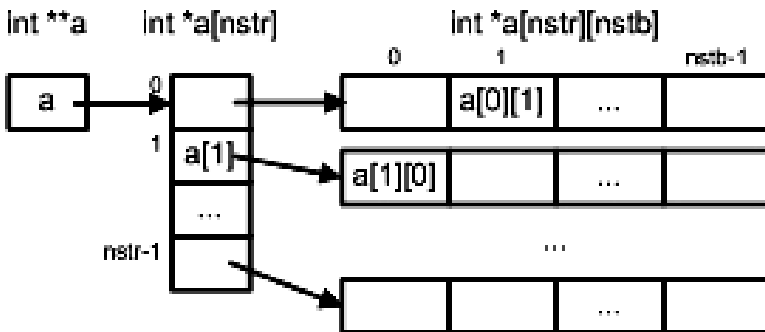 int **a int *a[nstr] int *a[nstr][nstb]
0 1 nstb-1
a 0 a[0][1] ...
1 a[1] a[1][0] ...
... ...
nstr-1
...